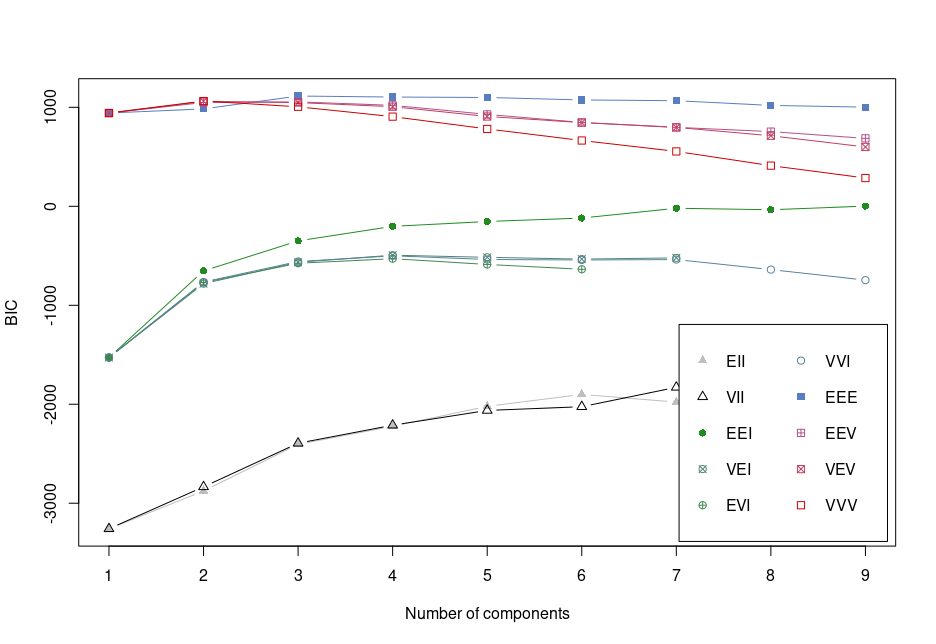 1000
0
-1000
-2000
-3000
BIC
EII
VII
EEI
VEI
EVI
VVI
EEE
EEV
VEV
VVV
1 2 3 4 5 6 7 8 9
Number of components